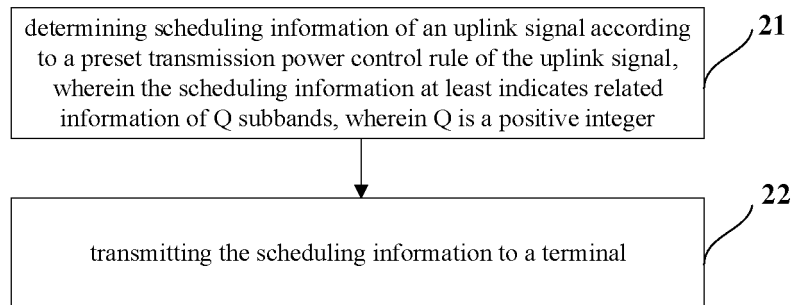 determining scheduling information of an uplink signal according
to a preset transmission power control rule of the uplink signal,
wherein the scheduling information at least indicates related
information of Q subbands, wherein Q is a positive integer
21
transmitting the scheduling information to a terminal
22